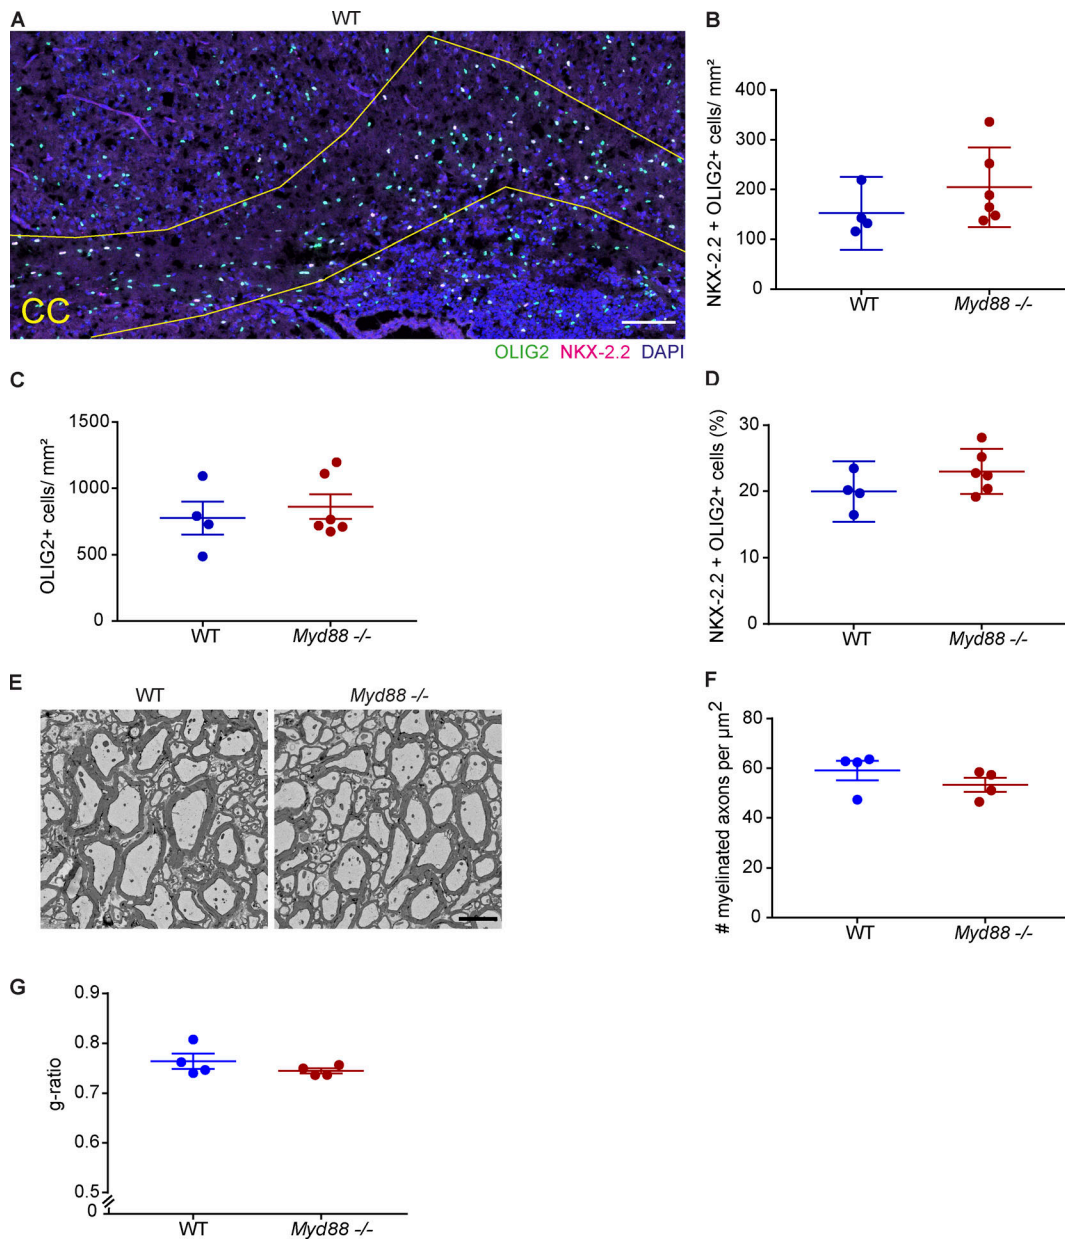 A
WT
CC
OLIG2 NKX-2.2 DAPI
B
NKX-2.2 + OLIG2+ cells/ mm²
400
300
200
100
0
WT
Myd88 -/-
C
OLIG2+ cells/ mm²
1500
1000
500
0
WT
Myd88 -/-
D
NKX-2.2 + OLIG2+ cells (%)
30
20
10
0
WT
Myd88 -/-
E
WT
Myd88 -/-
F
# myelinated axons per µm²
80
60
40
20
0
WT
Myd88 -/-
G
g-ratio
0.9
0.8
0.7
0.6
0.5
0
WT
Myd88 -/-